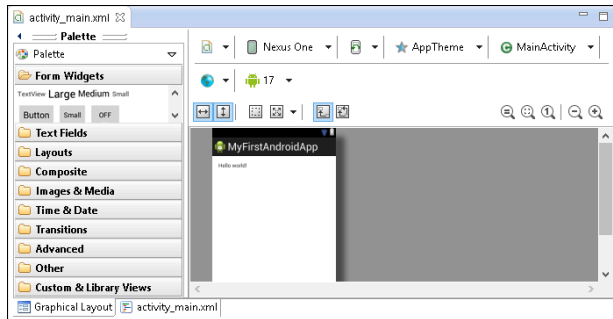 activity_main.xml
Palette
Palette
Form Widgets
TextView Large Medium Small
Button Small OFF
Text Fields
Layouts
Composite
Images & Media
Time & Date
Transitions
Advanced
Other
Custom & Library Views
Graphical Layout activity_main.xml
Nexus One AppTheme MainActivity
17
MyFirstAndroidApp
Hello world!